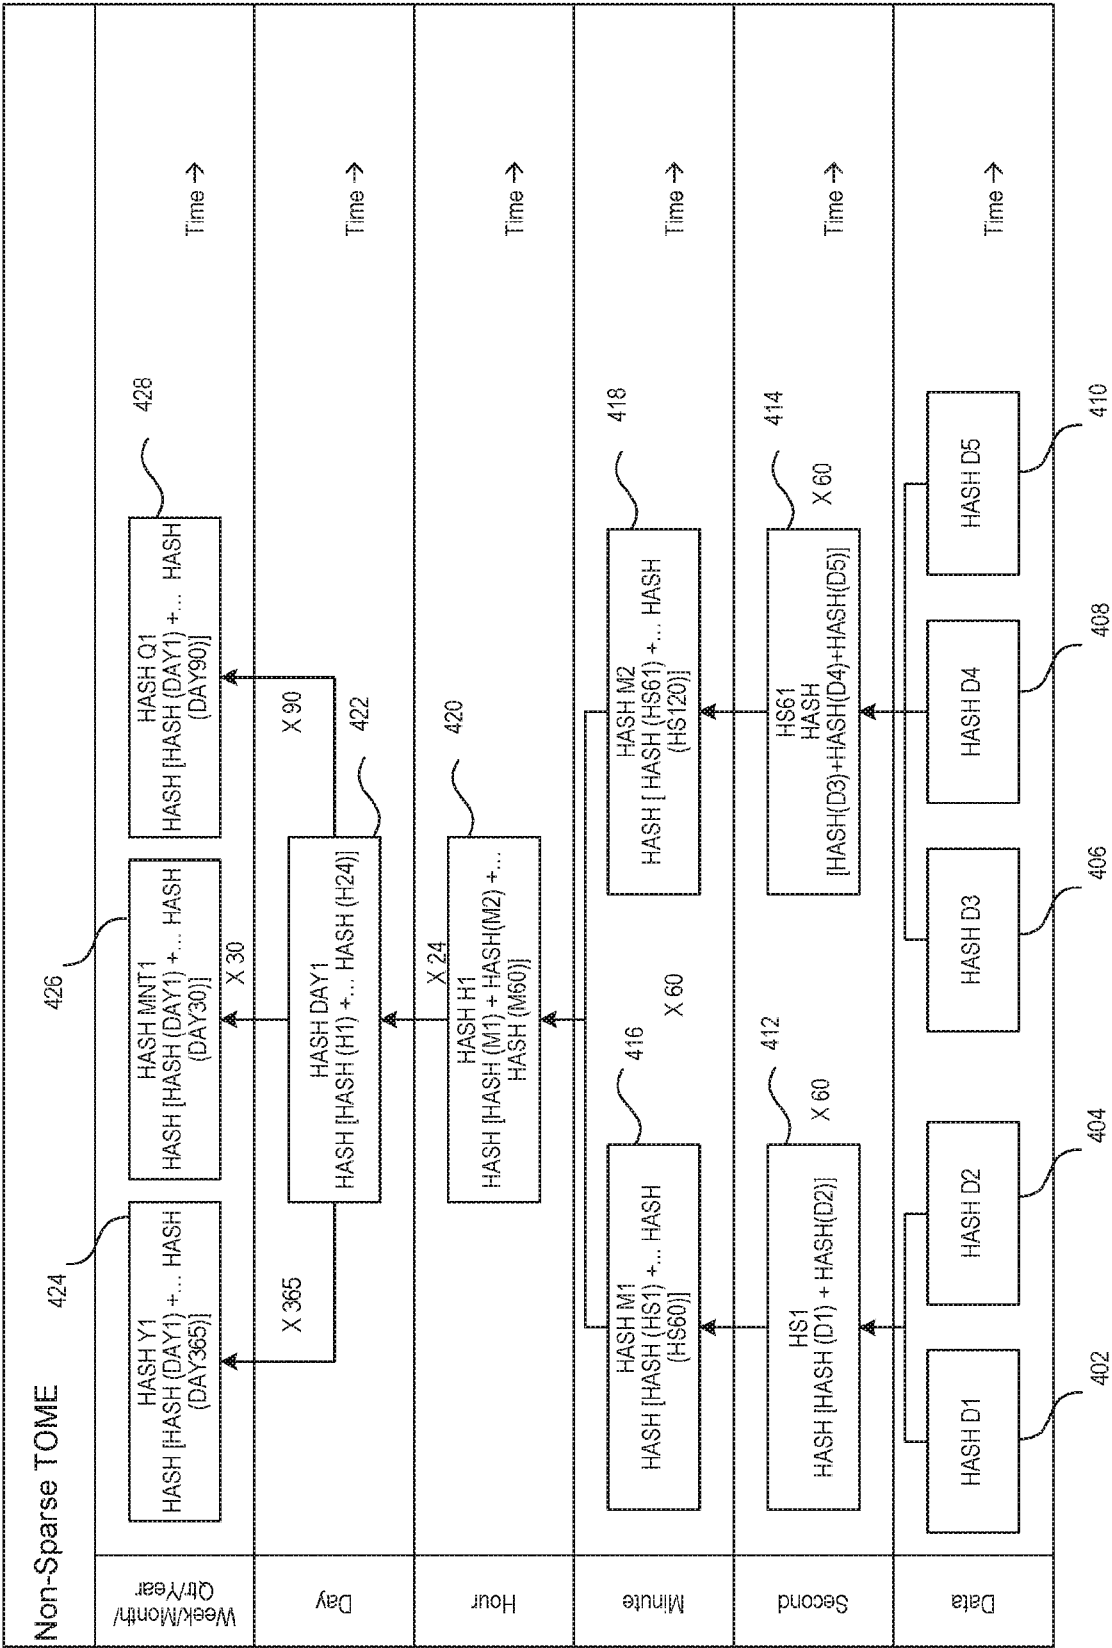 Non-Sparse TOME
Week/Month/
Qtr/Year
424
HASH Y1
HASH [HASH (DAY1) +... HASH
(DAY365)]
426
HASH MNT1
HASH [HASH (DAY1) +... HASH
(DAY30)]
428
HASH Q1
HASH [HASH (DAY1) +... HASH
(DAY90)]
Time →
Day
X 365
X 30
X 90
HASH DAY1
HASH [HASH (H1) +... HASH (H24)]
422
Time →
Hour
X 24
HASH H1
HASH [HASH (M1) + HASH(M2) +...
HASH (M60)]
420
Time →
Minute
HASH M1
HASH [HASH (HS1) +... HASH
(HS60)]
416
X 60
HASH M2
HASH [ HASH (HS61) +... HASH
(HS120)]
418
Time →
Second
HS1
HASH [HASH (D1) + HASH(D2)]
412
X 60
HS61
HASH
[HASH(D3)+HASH(D4)+HASH(D5)]
414
X 60
Time →
Data
HASH D1
HASH D2
HASH D3
HASH D4
HASH D5
Time →
402
404
406
408
410